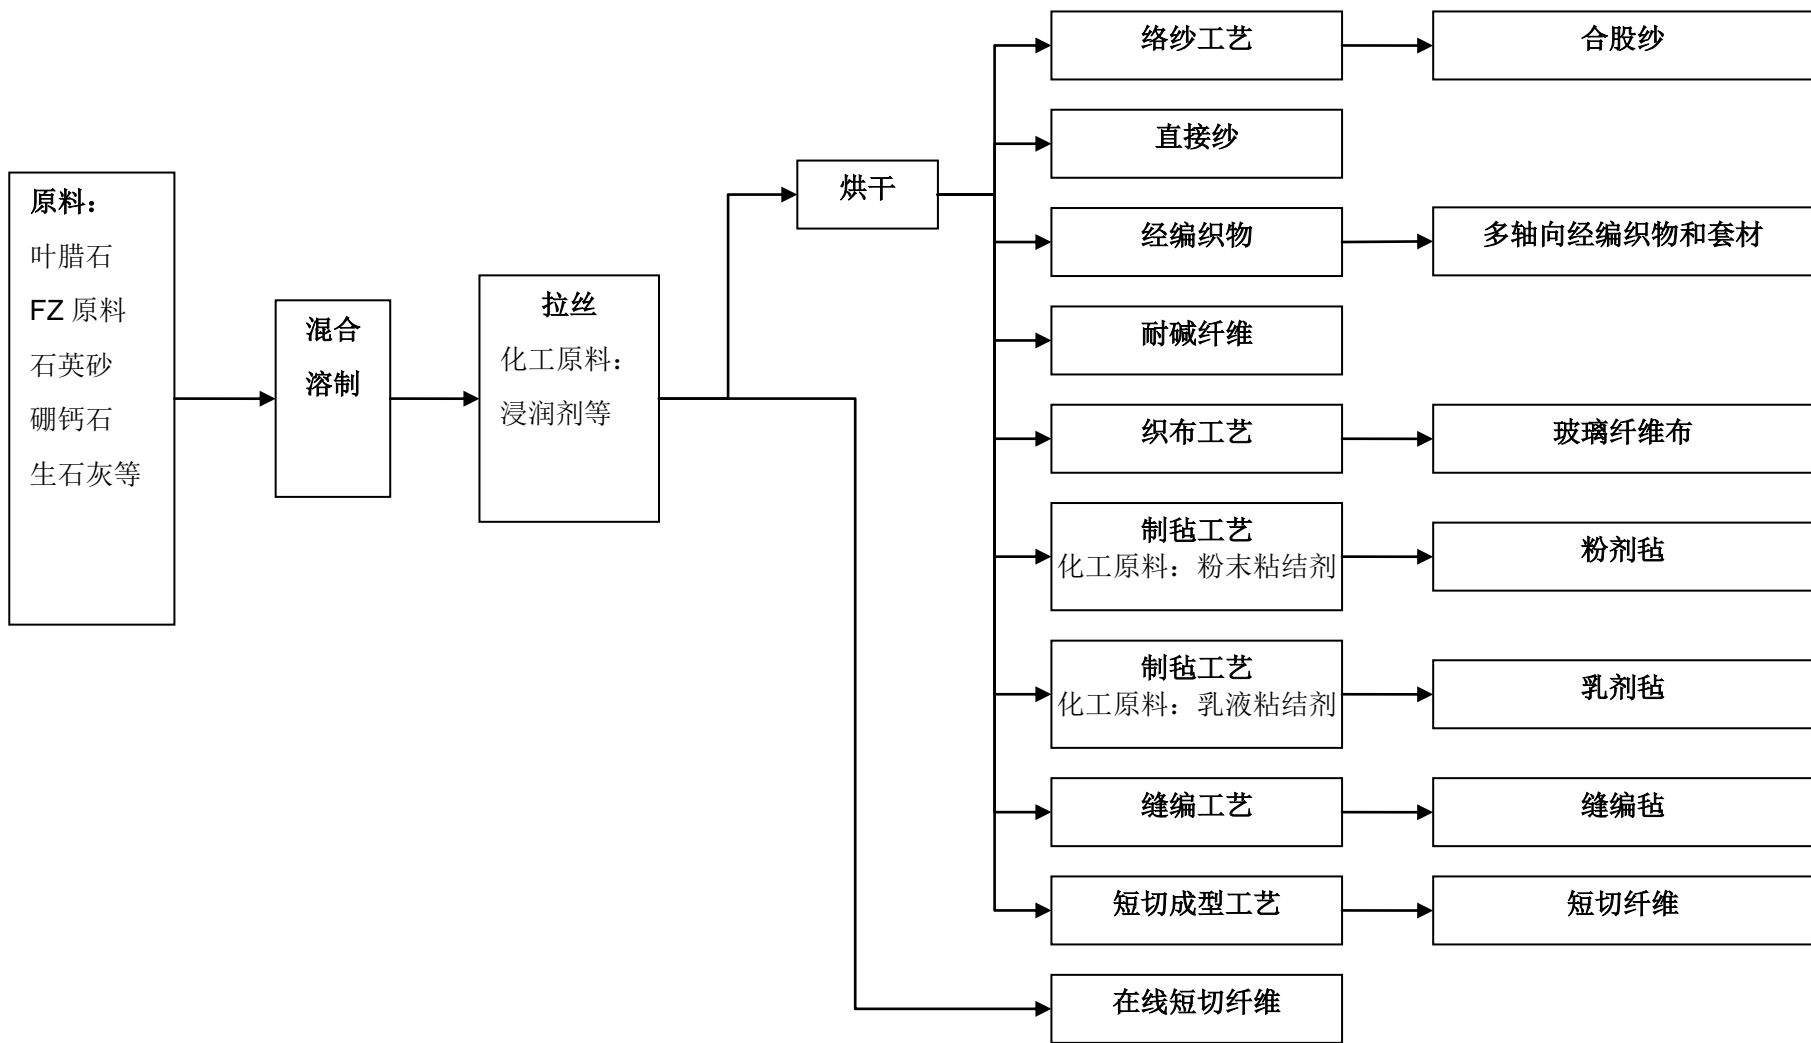 原料：
叶腊石
FZ 原料
石英砂
硼钙石
生石灰等
混合
溶制
拉丝
化工原料：
浸润剂等
烘干
络纱工艺
合股纱
直接纱
经编织物
多轴向经编织物和套材
耐碱纤维
织布工艺
玻璃纤维布
制毡工艺
化工原料：粉末粘结剂
粉剂毡
制毡工艺
化工原料：乳液粘结剂
乳剂毡
缝编工艺
缝编毡
短切成型工艺
短切纤维
在线短切纤维